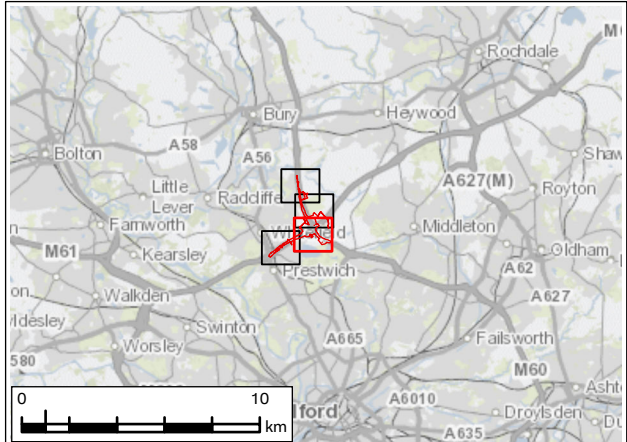 Rochdale
Bury
Heywood
A58
Bolton
A56
Shaw
A627(M)
Little
Lever
Radcliffe
Royton
Farnworth
Middleton
M61
Kearsley
Oldham
Prestwich
A62
Walkden
A627
Swinton
Worsley
A665
Failsworth
580
M60
0 10
km
A6010
Droylsden
A635